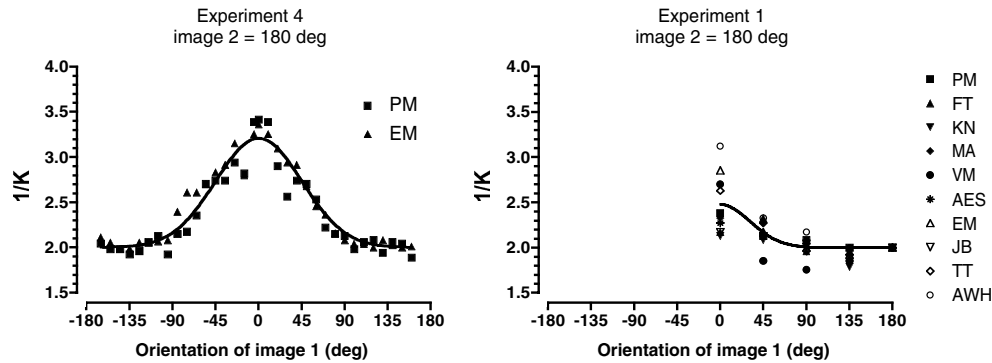 Experiment 4
image 2 = 180 deg
4.0
3.5
3.0
2.5
2.0
1.5
1/K
PM
EM
-180 -135 -90 -45 0 45 90 135 180
Orientation of image 1 (deg)
Experiment 1
image 2 = 180 deg
4.0
3.5
3.0
2.5
2.0
1.5
1/K
-180 -135 -90 -45 0 45 90 135 180
Orientation of image 1 (deg)
PM
FT
KN
MA
VM
AES
EM
JB
TT
AWH